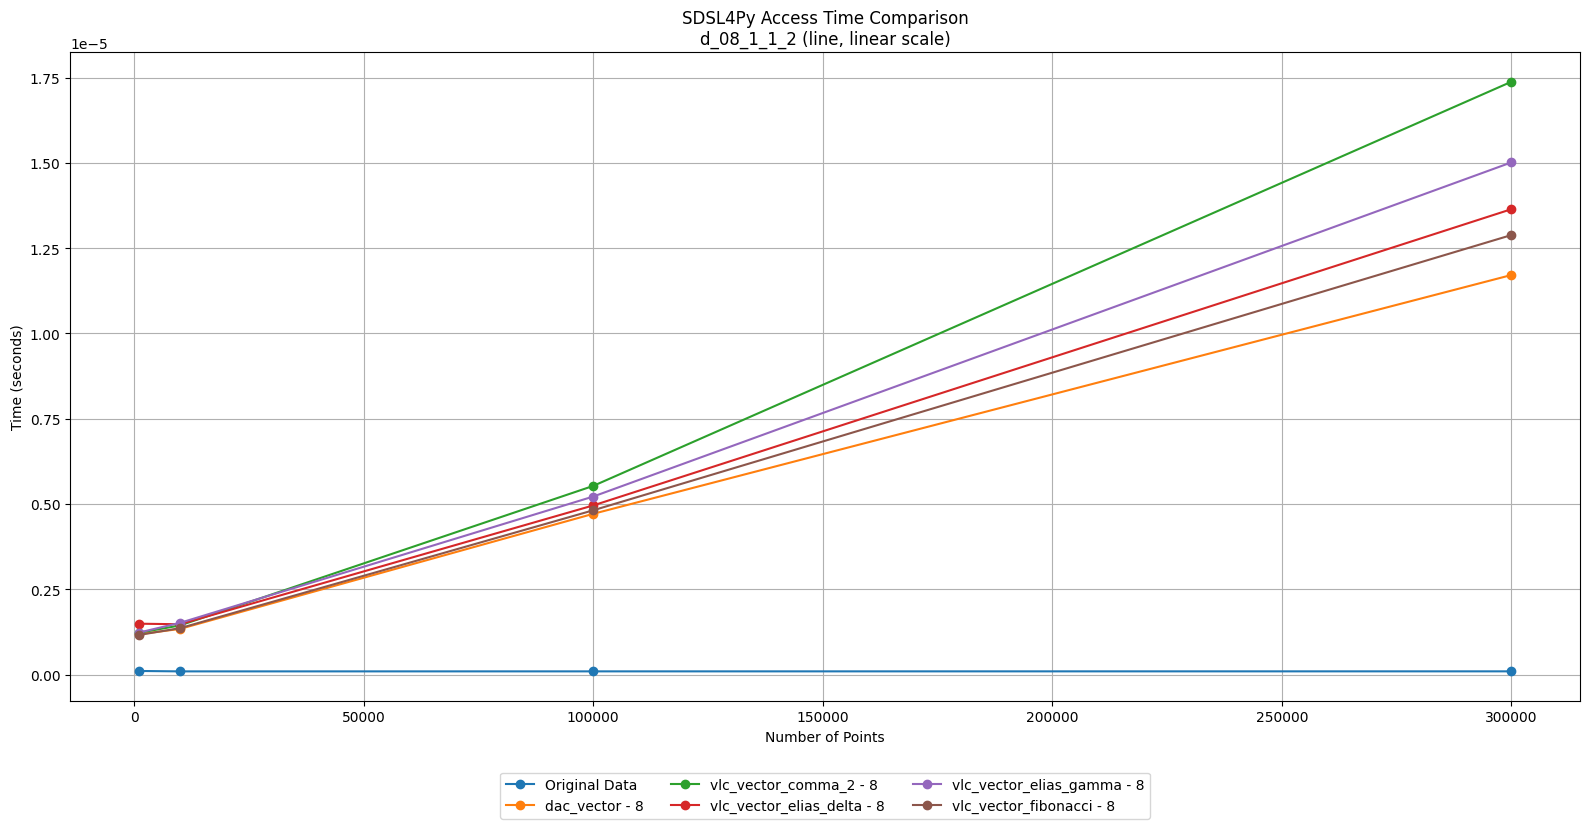 SDSL4Py Access Time Comparison
d_08_1_1_2 (line, linear scale)
1e−5
1.75
1.50
1.25
1.00
0.75
0.50
0.25
0.00
Time (seconds)
0 50000 100000 150000 200000 250000 300000
Number of Points
Original Data vlc_vector_comma_2 - 8 vlc_vector_elias_gamma - 8
dac_vector - 8 vlc_vector_elias_delta - 8 vlc_vector_fibonacci - 8